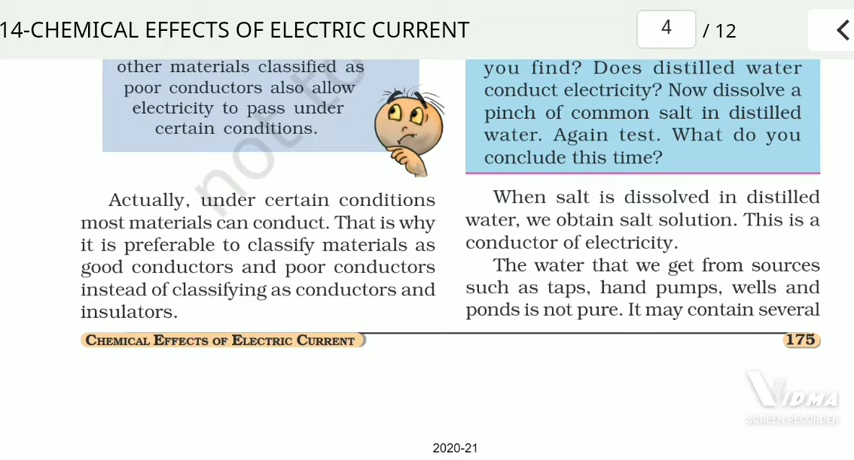 14-CHEMICAL EFFECTS OF ELECTRIC CURRENT
4 / 12
other materials classified as
poor conductors also allow
electricity to pass under
certain conditions.
not to
Actually, under certain conditions
most materials can conduct. That is why
it is preferable to classify materials as
good conductors and poor conductors
instead of classifying as conductors and
insulators.
you find? Does distilled water
conduct electricity? Now dissolve a
pinch of common salt in distilled
water. Again test. What do you
conclude this time?
When salt is dissolved in distilled
water, we obtain salt solution. This is a
conductor of electricity.
The water that we get from sources
such as taps, hand pumps, wells and
ponds is not pure. It may contain several
CHEMICAL EFFECTS OF ELECTRIC CURRENT
175
VIDMA
SCREEN RECORDER
2020-21